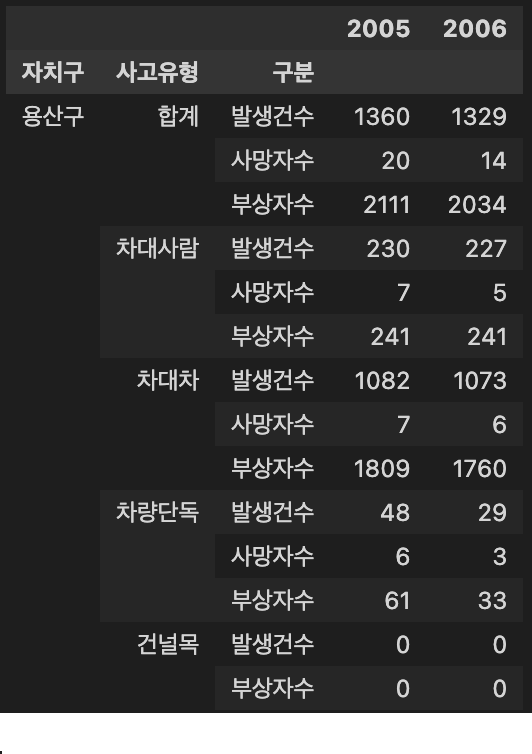 2005 2006
자치구 사고유형 구분
용산구 합계 발생건수 1360 1329
사망자수 20 14
부상자수 2111 2034
차대사람 발생건수 230 227
사망자수 7 5
부상자수 241 241
차대차 발생건수 1082 1073
사망자수 7 6
부상자수 1809 1760
차량단독 발생건수 48 29
사망자수 6 3
부상자수 61 33
건널목 발생건수 0 0
부상자수 0 0